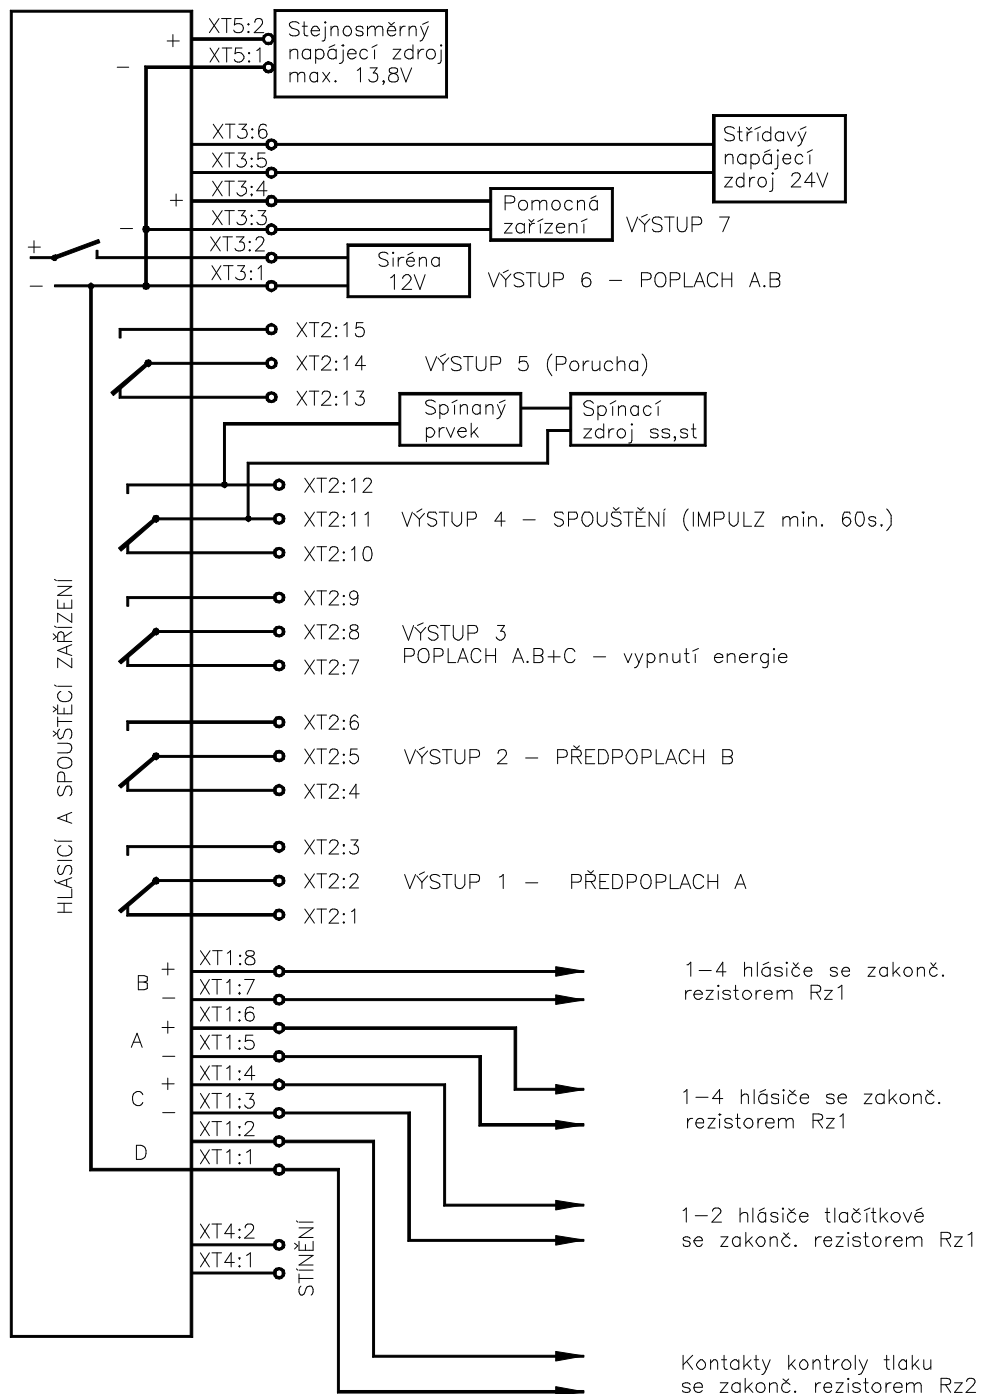 + XT5:2
- XT5:1
Stejnosměrný
napájecí zdroj
max. 13,8V
XT3:6
XT3:5
Střídavý
napájecí
zdroj 24V
+ XT3:4
- XT3:3
Pomocná
zařízení
VÝSTUP 7
+ XT3:2
- XT3:1
Siréna
12V
VÝSTUP 6 – POPLACH A.B
XT2:15
XT2:14 VÝSTUP 5 (Porucha)
XT2:13
Spínaný
prvek
Spínací
zdroj ss,st
XT2:12
XT2:11 VÝSTUP 4 – SPOUŠTĚNÍ (IMPULZ min. 60s.)
XT2:10
HLÁSICÍ A SPOUŠTĚCÍ ZAŘÍZENÍ
XT2:9
XT2:8 VÝSTUP 3
XT2:7 POPLACH A.B+C – vypnutí energie
XT2:6
XT2:5 VÝSTUP 2 – PŘEDPOPLACH B
XT2:4
XT2:3
XT2:2 VÝSTUP 1 – PŘEDPOPLACH A
XT2:1
B + XT1:8
- XT1:7
1–4 hlásiče se zakonč.
rezistorem Rz1
A + XT1:6
- XT1:5
1–4 hlásiče se zakonč.
rezistorem Rz1
C + XT1:4
- XT1:3
1–2 hlásiče tlačítkové
se zakonč. rezistorem Rz1
D XT1:2
XT1:1
Kontakty kontroly tlaku
se zakonč. rezistorem Rz2
XT4:2
XT4:1
STÍNĚNÍ